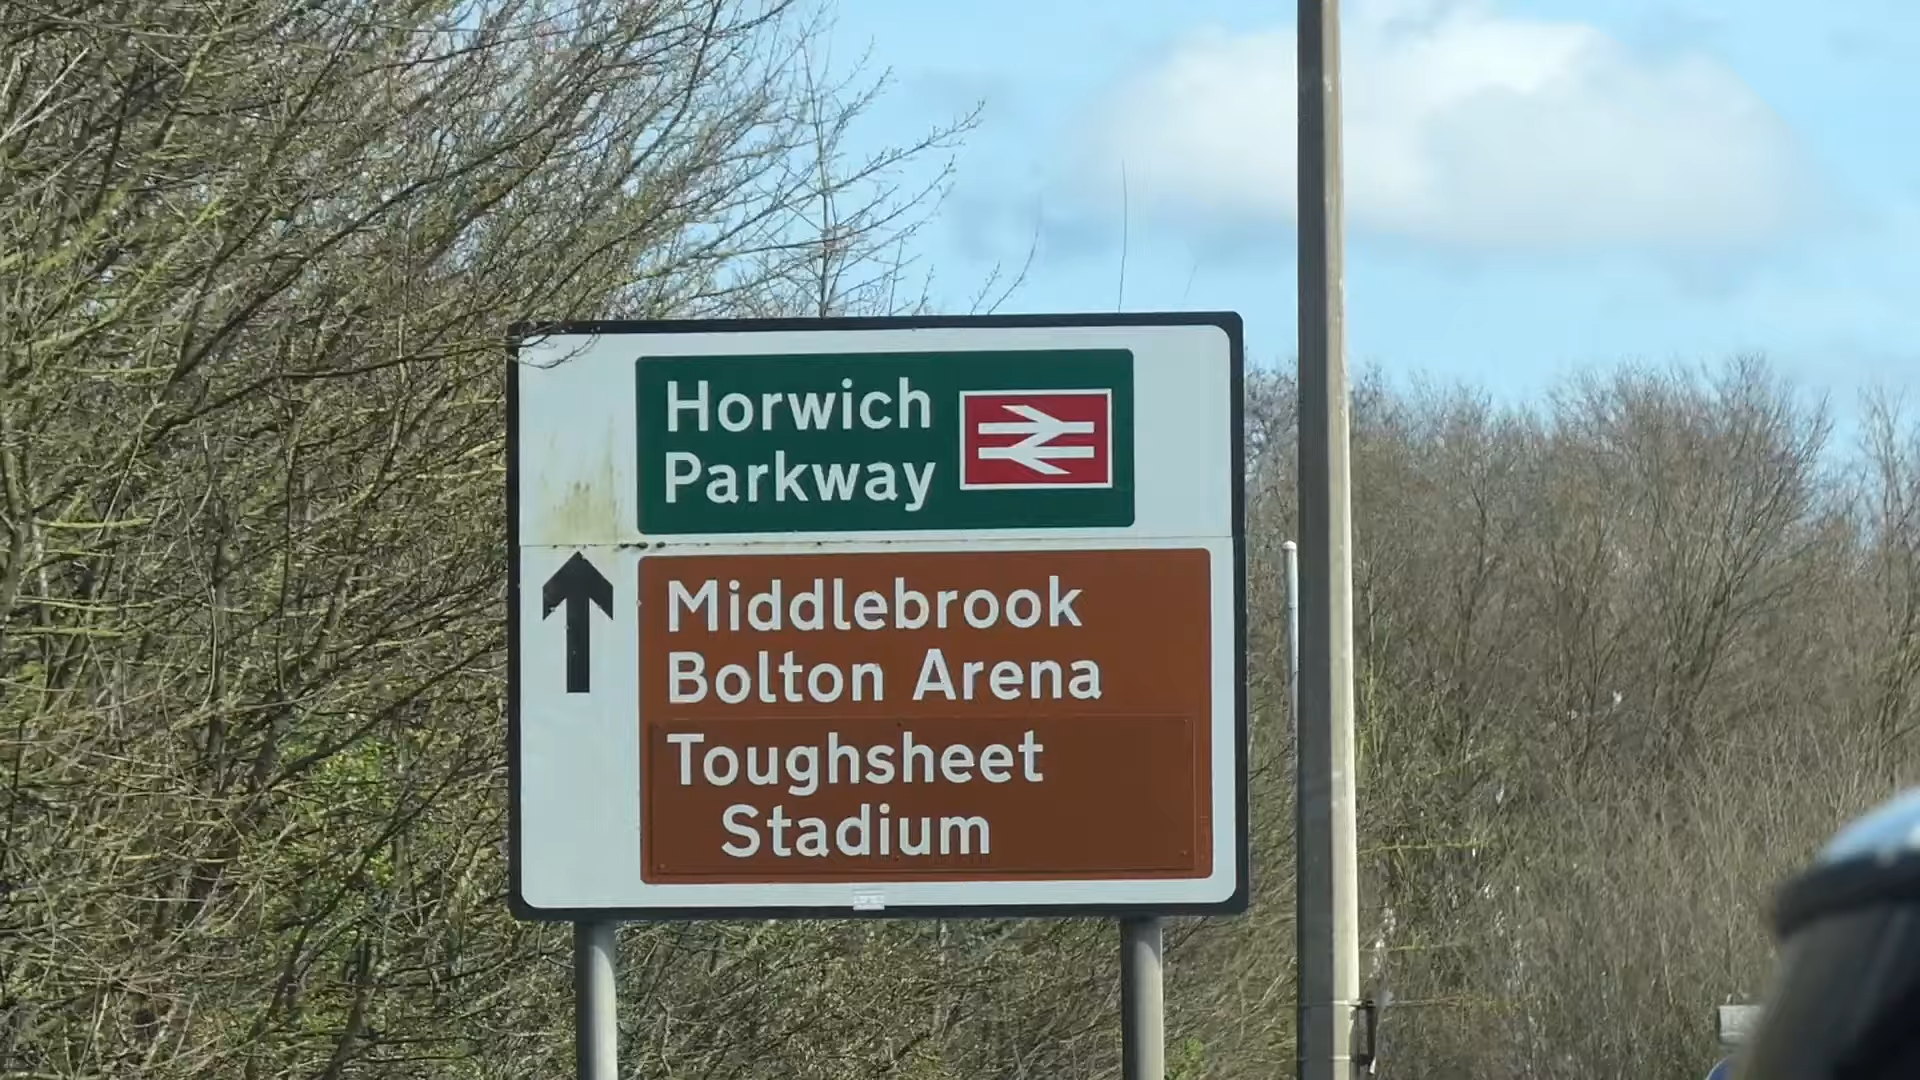 Horwich
Parkway
Middlebrook
Bolton Arena
Toughsheet
Stadium